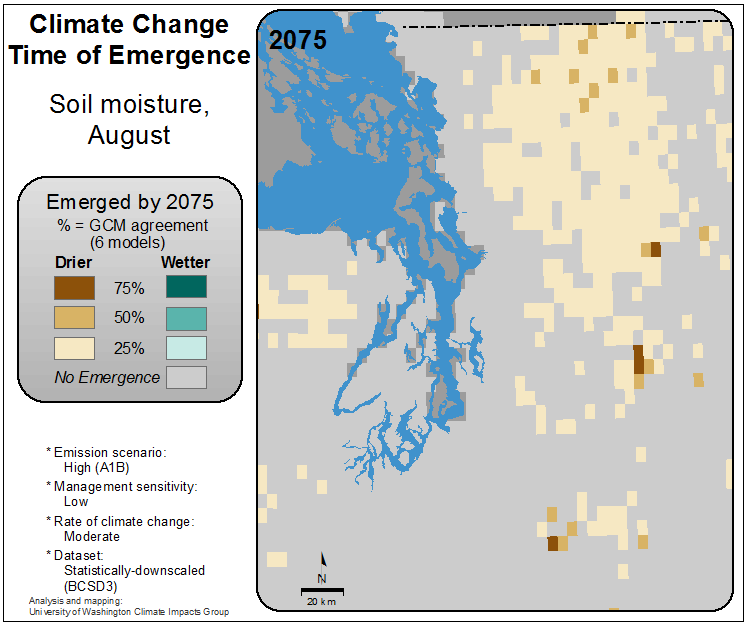 Climate Change
Time of Emergence
Soil moisture,
August
Emerged by 2075
% = GCM agreement
(6 models)
Drier Wetter
75%
50%
25%
No Emergence
* Emission scenario:
High (A1B)
* Management sensitivity:
Low
* Rate of climate change:
Moderate
* Dataset:
Statistically-downscaled
(BCSD3)
Analysis and mapping:
University of Washington Climate Impacts Group
2075
N
20 km